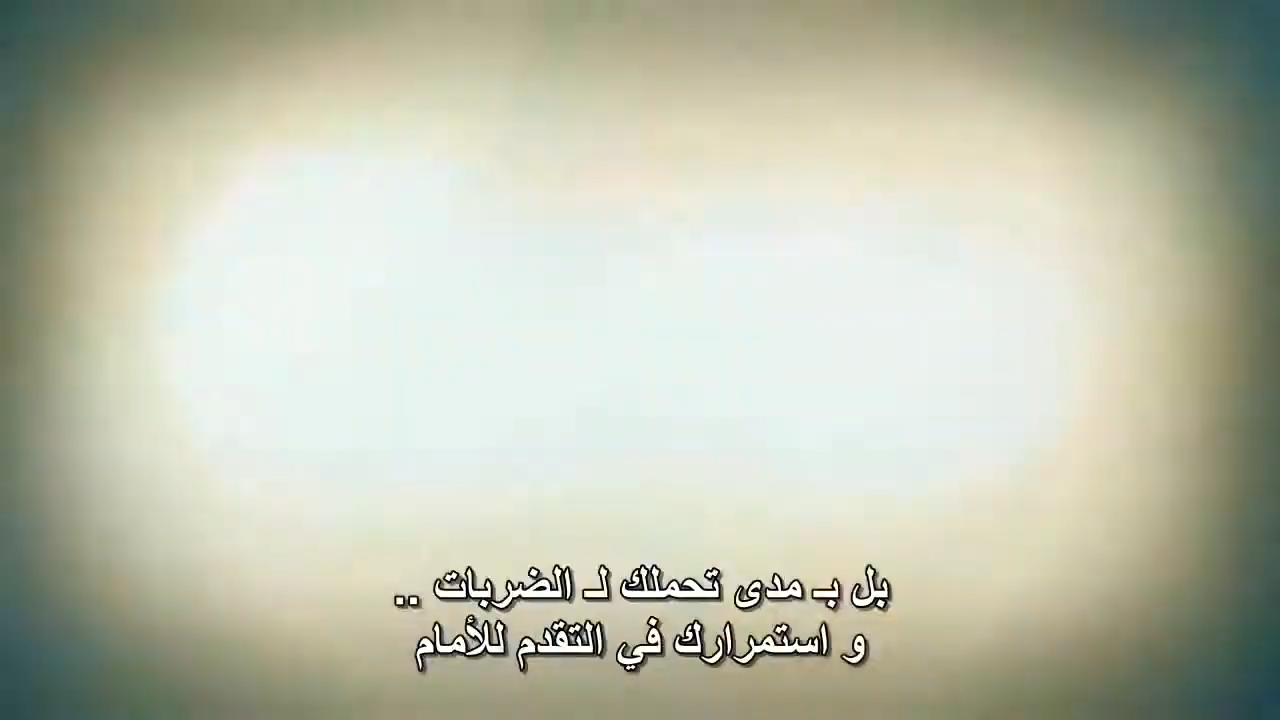 بل بـ مدى تحملك لـ الضربات ..
و استمرارك في التقدم للأمام